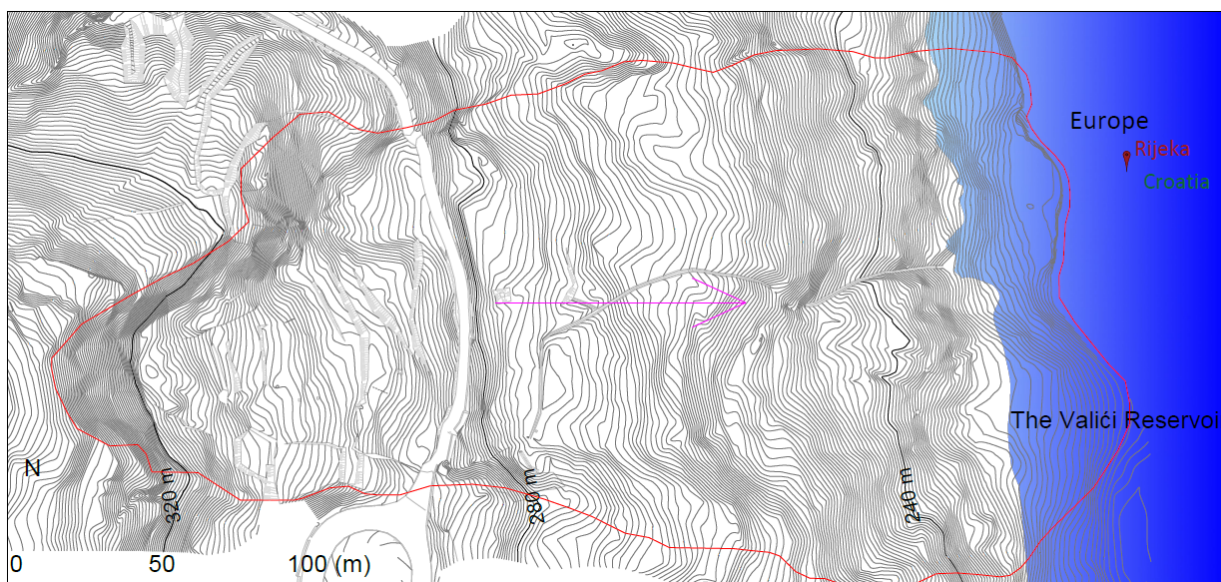 Europe
Rijeka
Croatia
The Valići Reservoi
N
320 m
280 m
240 m
0 50 100 (m)